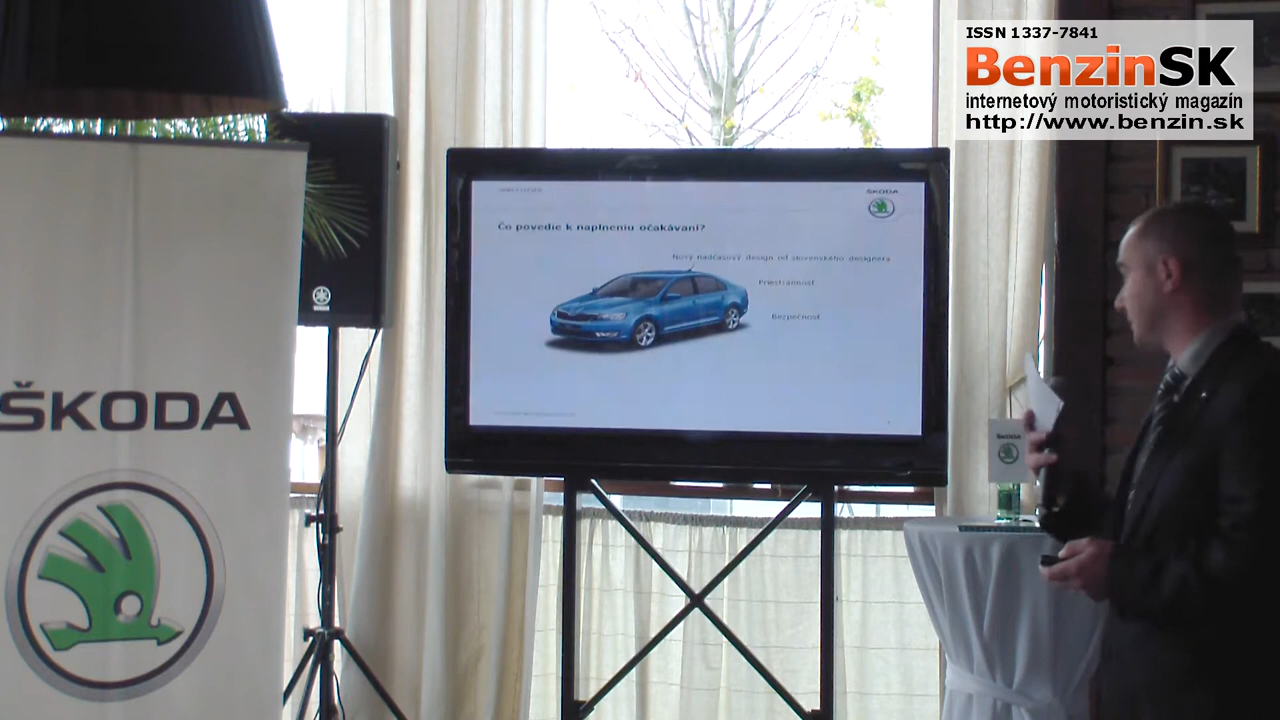 ISSN 1337-7841
BenzinSK
internetový motoristický magazín
http://www.benzin.sk
ŠKODA
Čo povedie k naplneniu očakávaní?
Nový nadčasový design od slovenského designera
Priestrannosť
Bezpečnosť
ŠKODA
ŠKODA